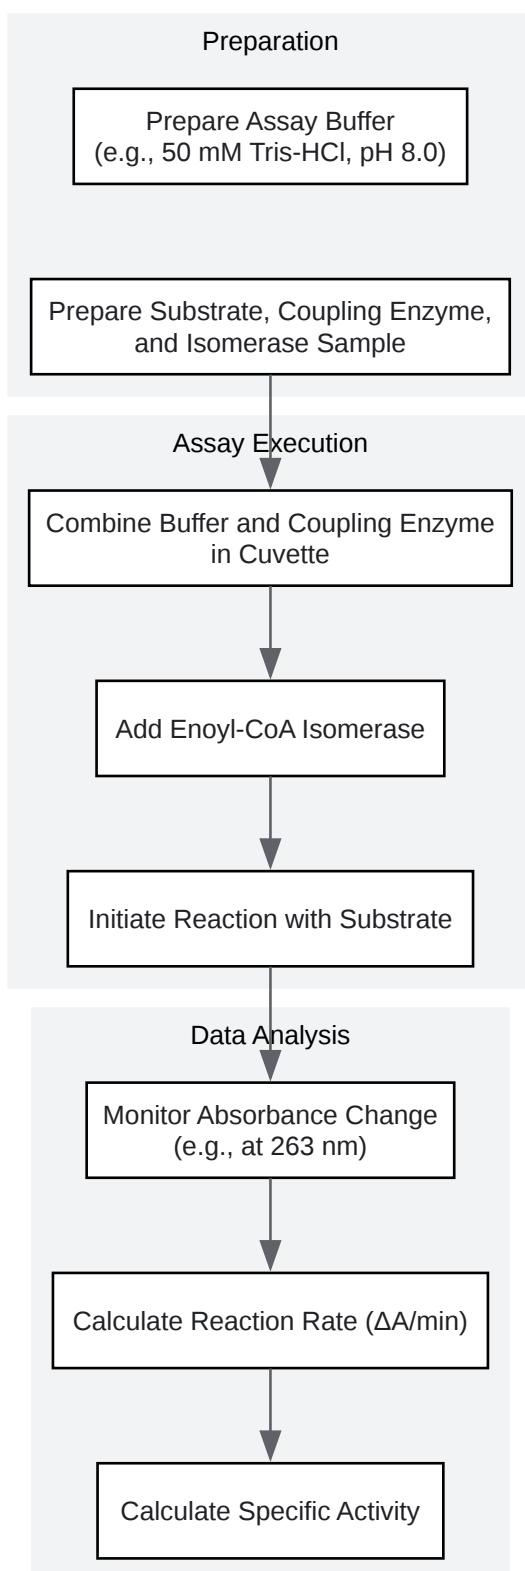 Preparation
Prepare Assay Buffer
(e.g., 50 mM Tris-HCl, pH 8.0)
Prepare Substrate, Coupling Enzyme,
and Isomerase Sample
Assay Execution
Combine Buffer and Coupling Enzyme
in Cuvette
Add Enoyl-CoA Isomerase
Initiate Reaction with Substrate
Data Analysis
Monitor Absorbance Change
(e.g., at 263 nm)
Calculate Reaction Rate (ΔA/min)
Calculate Specific Activity